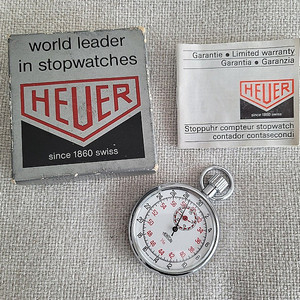 world leader
in stopwatches
HEUER
since 1860 swiss
Garantie • Limited warranty
Garantia • Garanzia
HEUER
since 1860 swiss
Stoppuhr compteur stopwatch
contador contasecondi